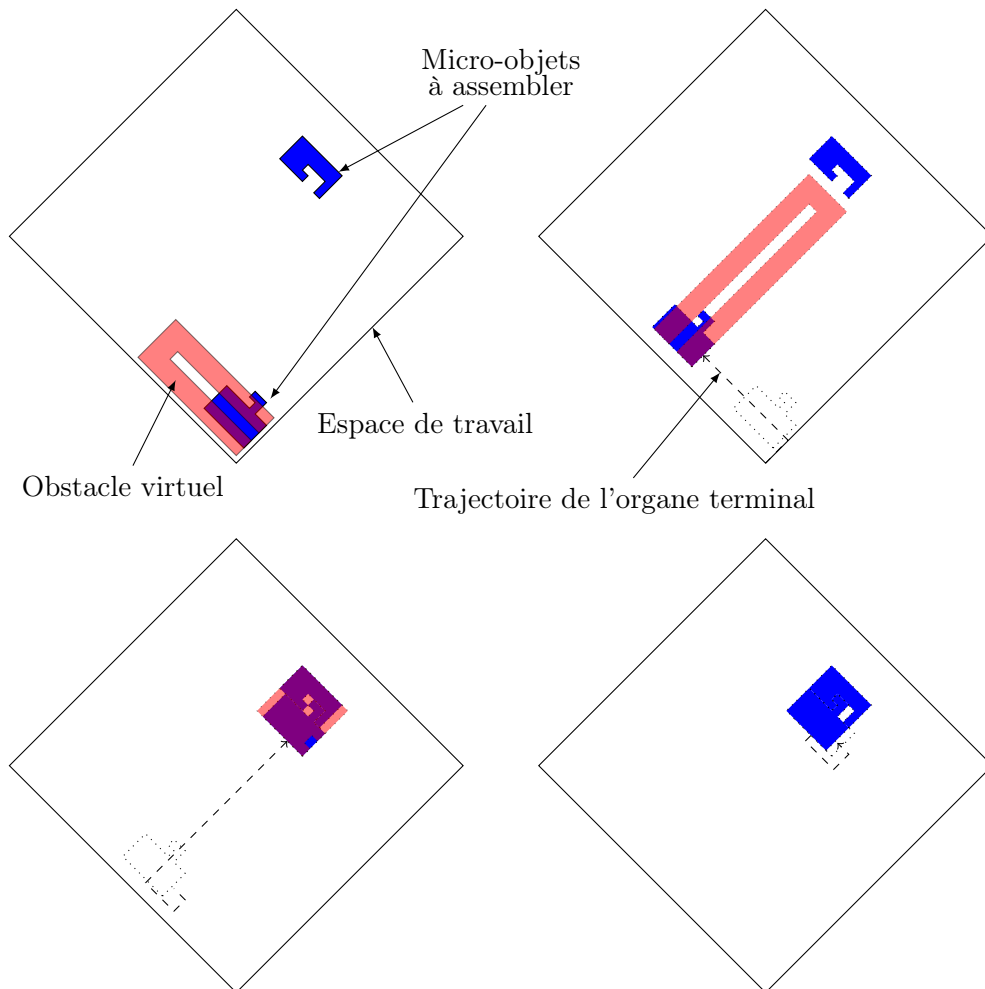 Micro-objets
à assembler
Espace de travail
Obstacle virtuel
Trajectoire de l'organe terminal